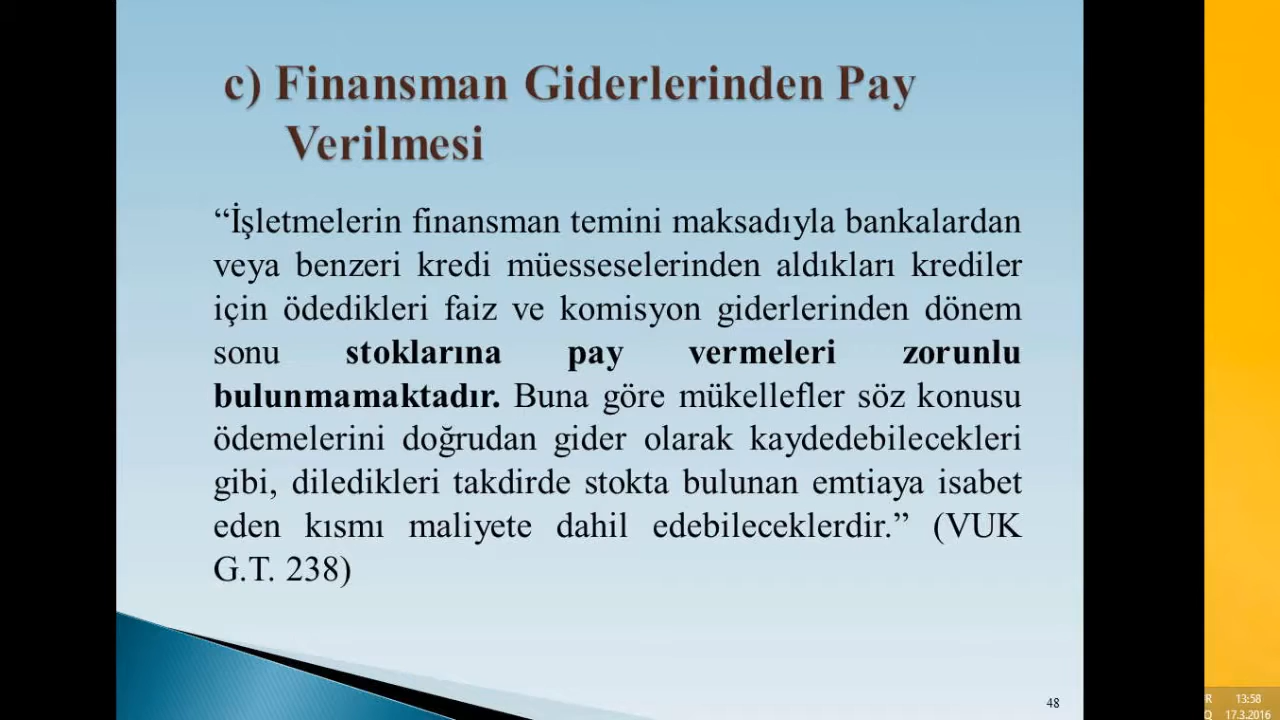 c) Finansman Giderlerinden Pay
Verilmesi
“İşletmelerin finansman temini maksadıyla bankalardan
veya benzeri kredi müesseselerinden aldıkları krediler
için ödedikleri faiz ve komisyon giderlerinden dönem
sonu stoklarına pay vermeleri zorunlu
bulunmamaktadır. Buna göre mükellefler söz konusu
ödemelerini doğrudan gider olarak kaydedebilecekleri
gibi, diledikleri takdirde stokta bulunan emtiaya isabet
eden kısmı maliyete dahil edebileceklerdir.” (VUK
G.T. 238)
48
R 13:58
Q 17.3.2016